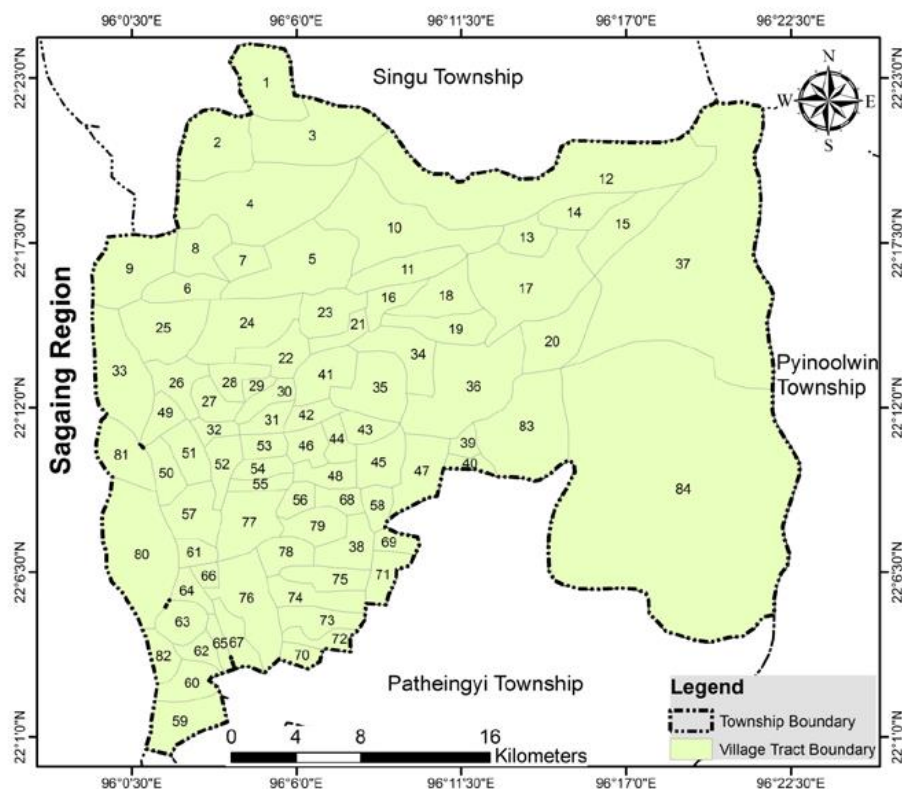 96°0'30"E 96°6'0"E 96°11'30"E 96°17'0"E 96°22'30"E
22°23'0"N 22°23'0"N
22°17'30"N 22°17'30"N
22°12'0"N 22°12'0"N
22°6'30"N 22°6'30"N
22°1'0"N 22°1'0"N
N
W E
S
Singu Township
Sagaing Region
Pyinoolwin
Township
Patheingyi Township
1
2 3
4
12
14 15
10 13
8 7 5 37
9 11
6 16 18 17
25 24 23 21 19 20
22 34
33 26 28 29 30 41 35 36
49 27 31 42
32 44 43 83
81 51 53 46 39
50 52 54 45 47 40
55 48 84
57 56 68 58
77 79
80 61 78 38 69
66 75 71
64 76 74
63 73
82 62 65 67 72
60 70
59
Legend
Township Boundary
Village Tract Boundary
0 4 8 16
Kilometers
96°0'30"E 96°6'0"E 96°11'30"E 96°17'0"E 96°22'30"E